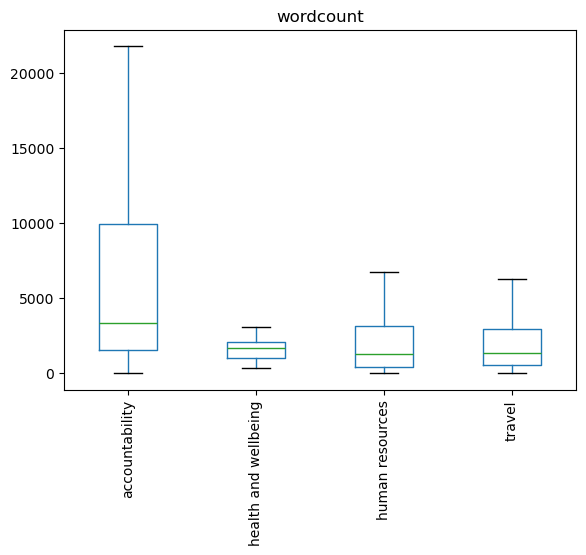 wordcount
20000
15000
10000
5000
0
accountability
health and wellbeing
human resources
travel